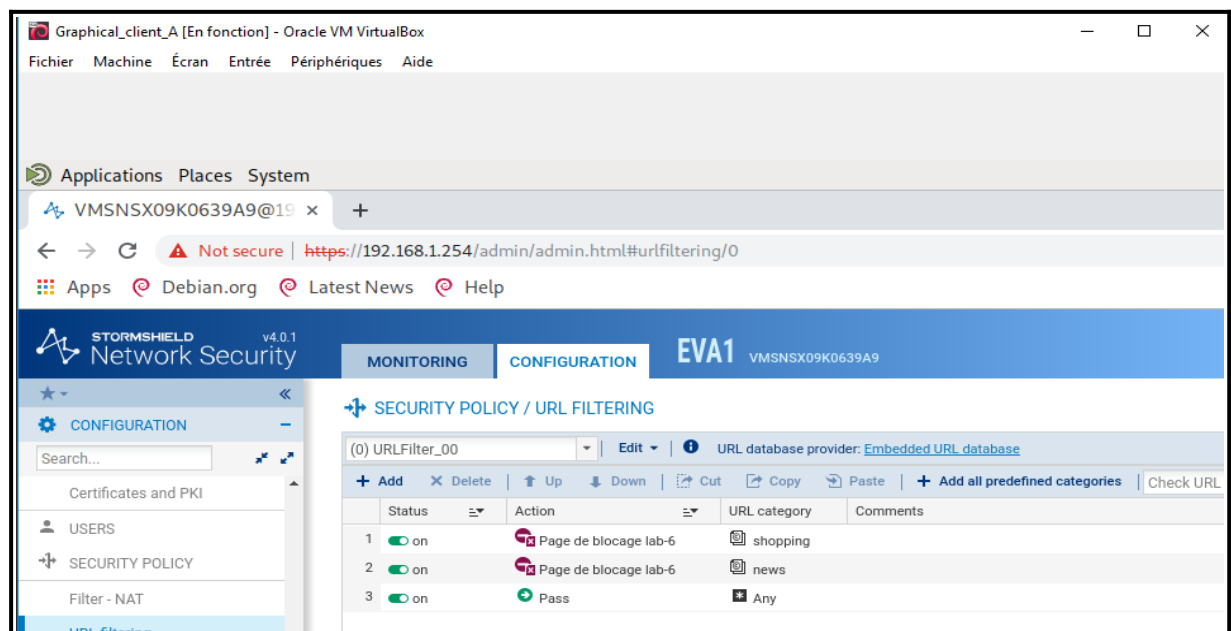 Graphical_client_A [En fonction] - Oracle VM VirtualBox
Fichier Machine Écran Entrée Périphériques Aide
Applications Places System
VMSNSX09K0639A9@19
Not secure | https://192.168.1.254/admin/admin.html#urlfiltering/0
Apps Debian.org Latest News Help
STORMSHIELD v4.0.1
Network Security
MONITORING CONFIGURATION EVA1 VMSNSX09K0639A9
SECURITY POLICY / URL FILTERING
CONFIGURATION
(0) URLFilter_00 Edit URL database provider: Embedded URL database
Search...
Add Delete Up Down Cut Copy Paste Add all predefined categories Check URL
Certificates and PKI
Status Action URL category Comments
USERS
1 on Page de blocage lab-6 shopping
SECURITY POLICY
2 on Page de blocage lab-6 news
Filter - NAT
3 on Pass Any
URL filtering